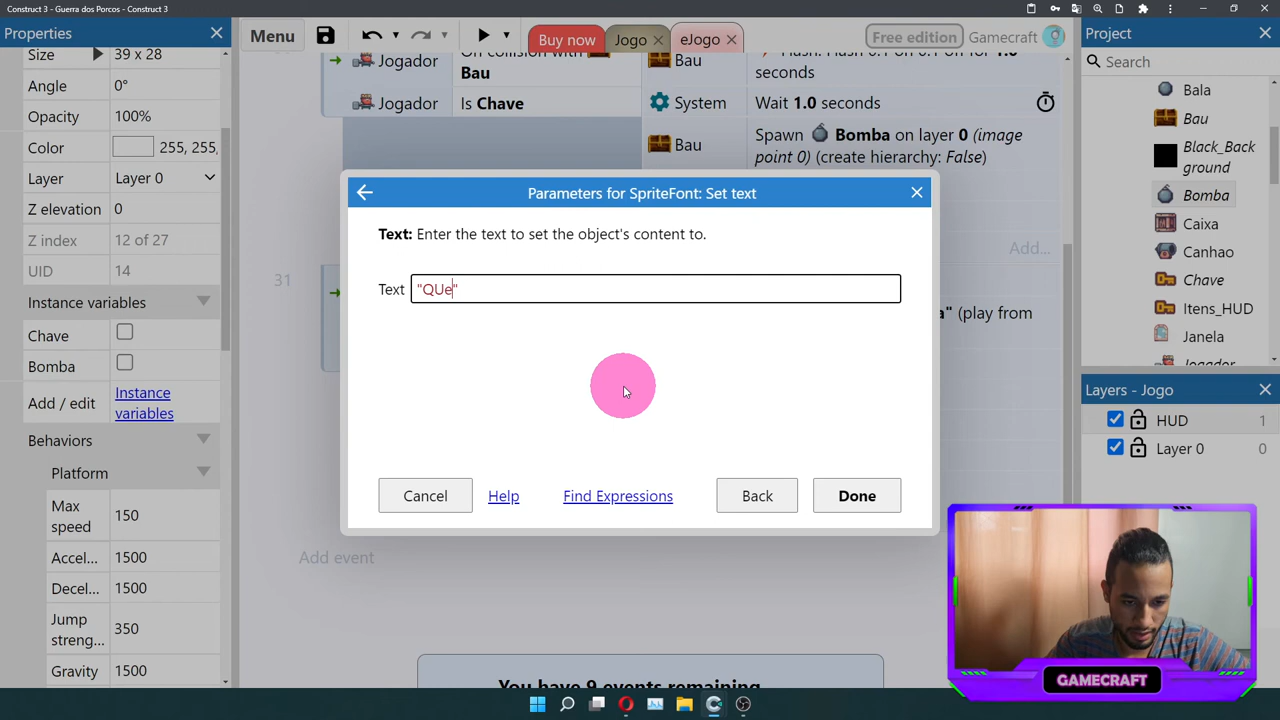 Construct 3 - Guerra dos Porcos - Construct 3
Properties
Size 39 x 28
Angle 0°
Opacity 100%
Color 255, 255,
Layer Layer 0
Z elevation 0
Z index 12 of 27
UID 14
Instance variables
Chave
Bomba
Add / edit Instance variables
Behaviors
Platform
Max speed 150
Accel... 1500
Decel... 1500
Jump streng... 350
Gravity 1500
Menu
Buy now
Jogo
eJogo
Free edition
Gamecraft
Jogador
Bau
Bau
seconds
Jogador Is Chave
System Wait 1.0 seconds
Bau Spawn Bomba on layer 0 (image point 0) (create hierarchy: False)
Add...
31
(play from
Add event
You have 9 events remaining
Parameters for SpriteFont: Set text
Text: Enter the text to set the object's content to.
Text "QUe"
Cancel
Help
Find Expressions
Back
Done
Project
Search
Bala
Bau
Black_Background
Bomba
Caixa
Canhao
Chave
Itens_HUD
Janela
Jogador
Layers - Jogo
HUD 1
Layer 0 0
GAMECRAFT